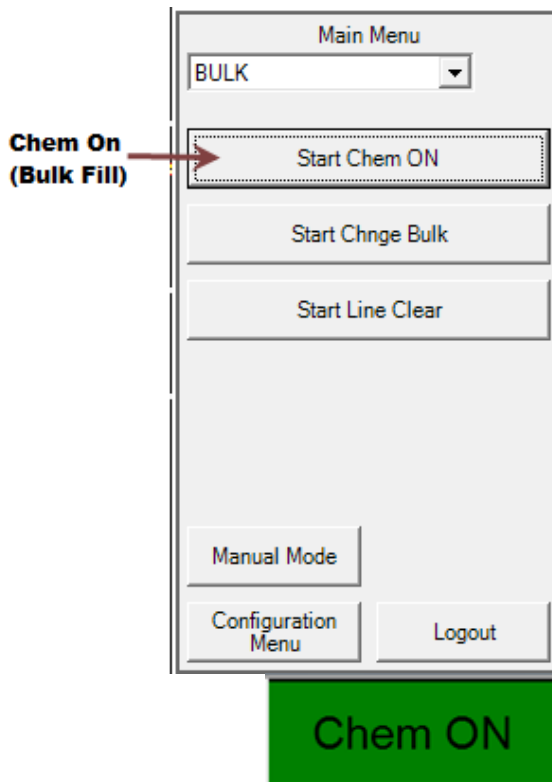 Main Menu
BULK
Chem On
(Bulk Fill)
Start Chem ON
Start Chnge Bulk
Start Line Clear
Manual Mode
Configuration
Menu
Logout
Chem ON